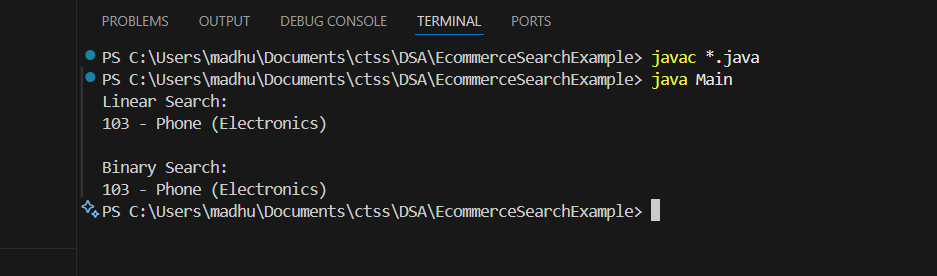 PROBLEMS OUTPUT DEBUG CONSOLE TERMINAL PORTS
PS C:\Users\madhu\Documents\ctss\DSA\EcommerceSearchExample> javac *.java
PS C:\Users\madhu\Documents\ctss\DSA\EcommerceSearchExample> java Main
Linear Search:
103 - Phone (Electronics)
Binary Search:
103 - Phone (Electronics)
PS C:\Users\madhu\Documents\ctss\DSA\EcommerceSearchExample>